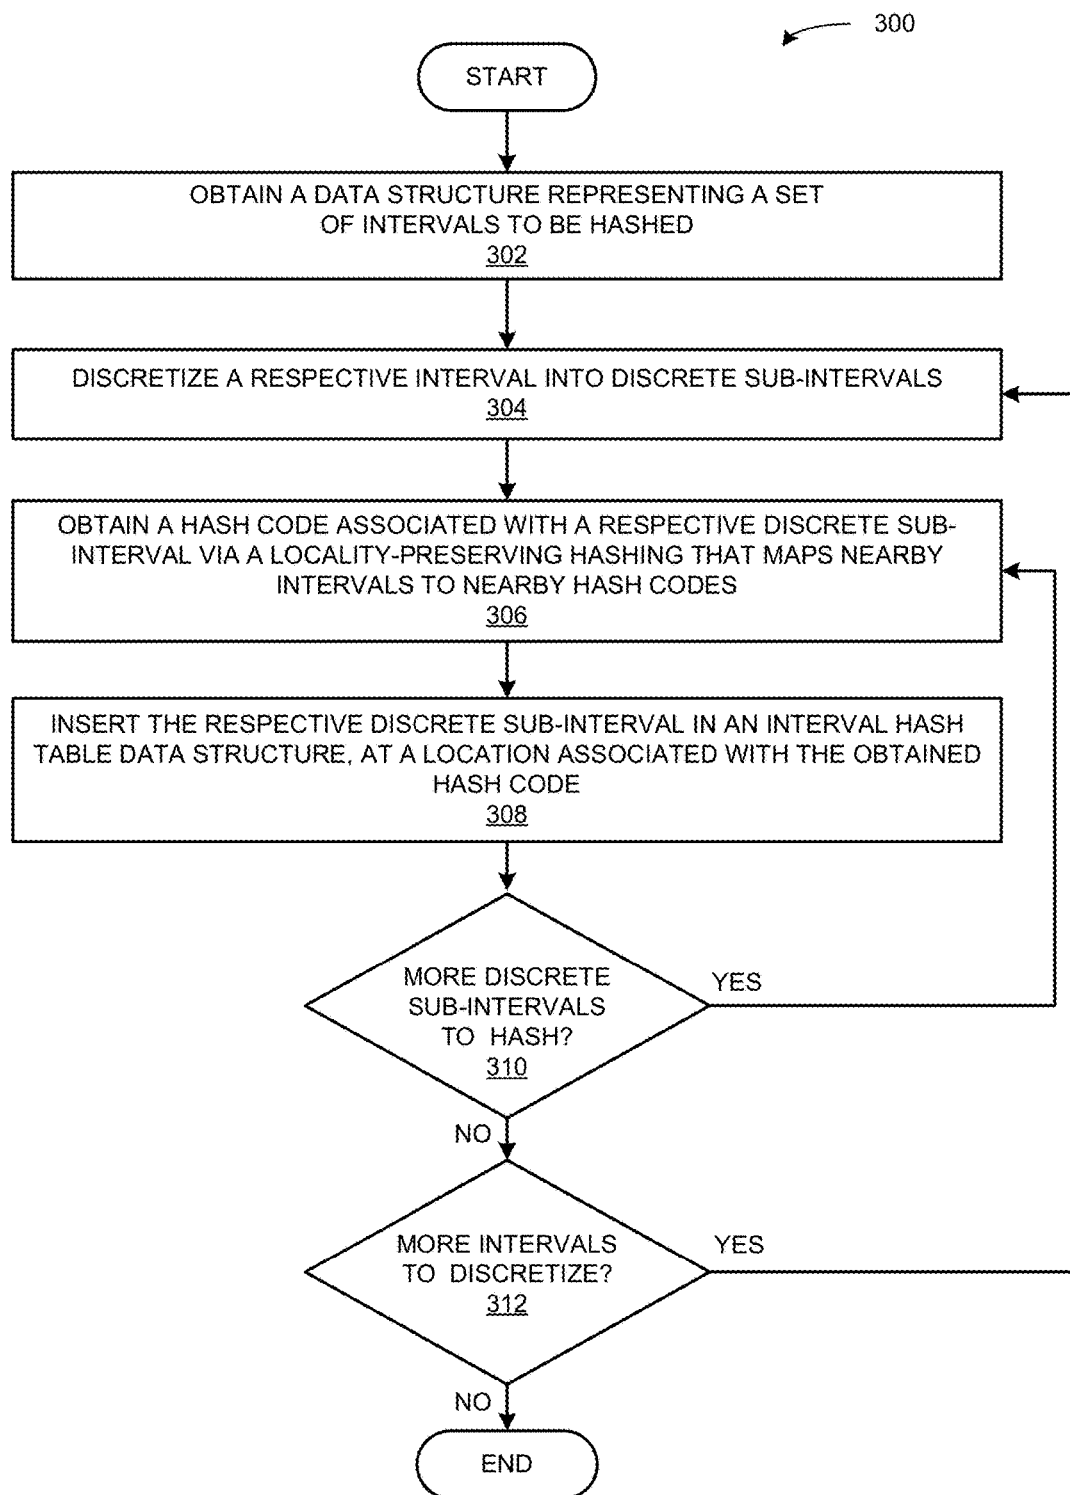 300
START
OBTAIN A DATA STRUCTURE REPRESENTING A SET
OF INTERVALS TO BE HASHED
302
DISCRETIZE A RESPECTIVE INTERVAL INTO DISCRETE SUB-INTERVALS
304
OBTAIN A HASH CODE ASSOCIATED WITH A RESPECTIVE DISCRETE SUB-
INTERVAL VIA A LOCALITY-PRESERVING HASHING THAT MAPS NEARBY
INTERVALS TO NEARBY HASH CODES
306
INSERT THE RESPECTIVE DISCRETE SUB-INTERVAL IN AN INTERVAL HASH
TABLE DATA STRUCTURE, AT A LOCATION ASSOCIATED WITH THE OBTAINED
HASH CODE
308
MORE DISCRETE
SUB-INTERVALS
TO HASH?
310
YES
NO
MORE INTERVALS
TO DISCRETIZE?
312
YES
NO
END